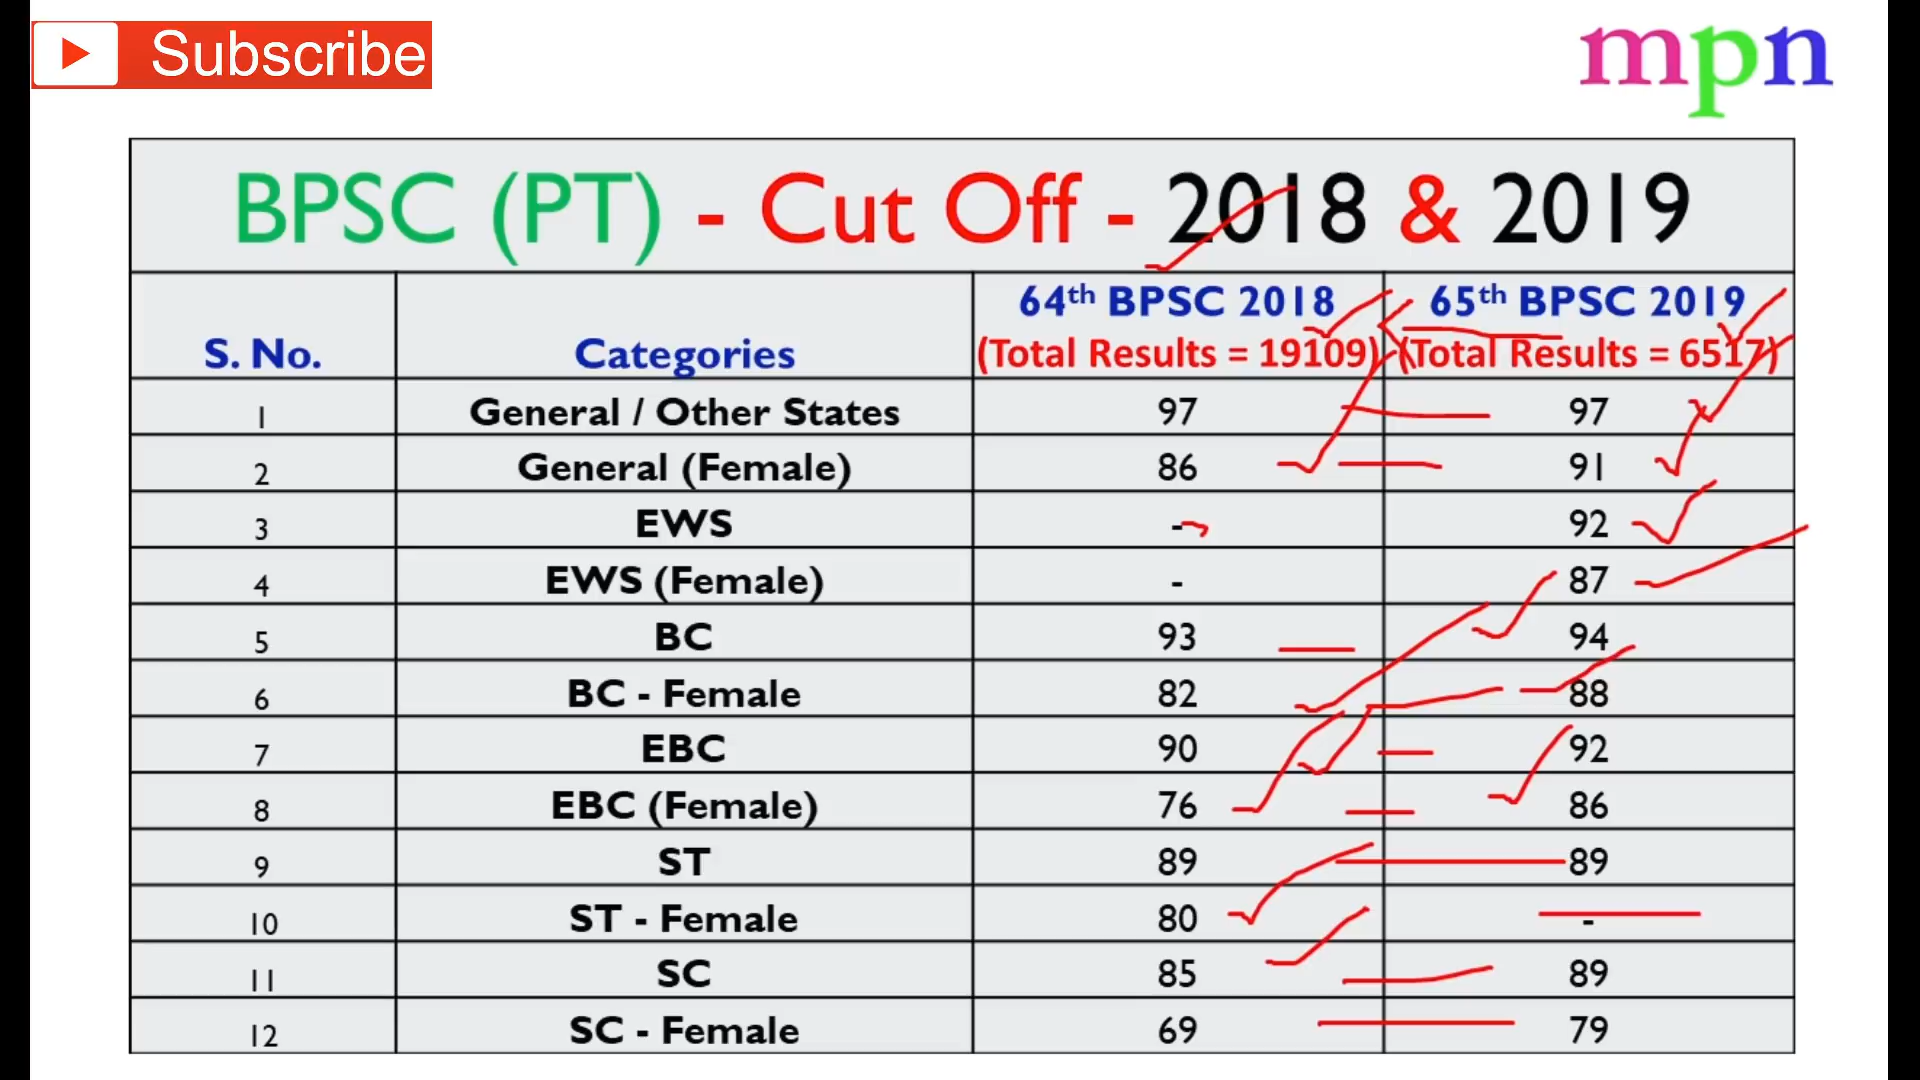 Subscribe
mpn
BPSC (PT) - Cut Off - 2018 & 2019
S. No. Categories 64th BPSC 2018 (Total Results = 19109) 65th BPSC 2019 (Total Results = 6517)
1 General / Other States 97 97
2 General (Female) 86 91
3 EWS - 92
4 EWS (Female) - 87
5 BC 93 94
6 BC - Female 82 88
7 EBC 90 92
8 EBC (Female) 76 86
9 ST 89 89
10 ST - Female 80 -
11 SC 85 89
12 SC - Female 69 79